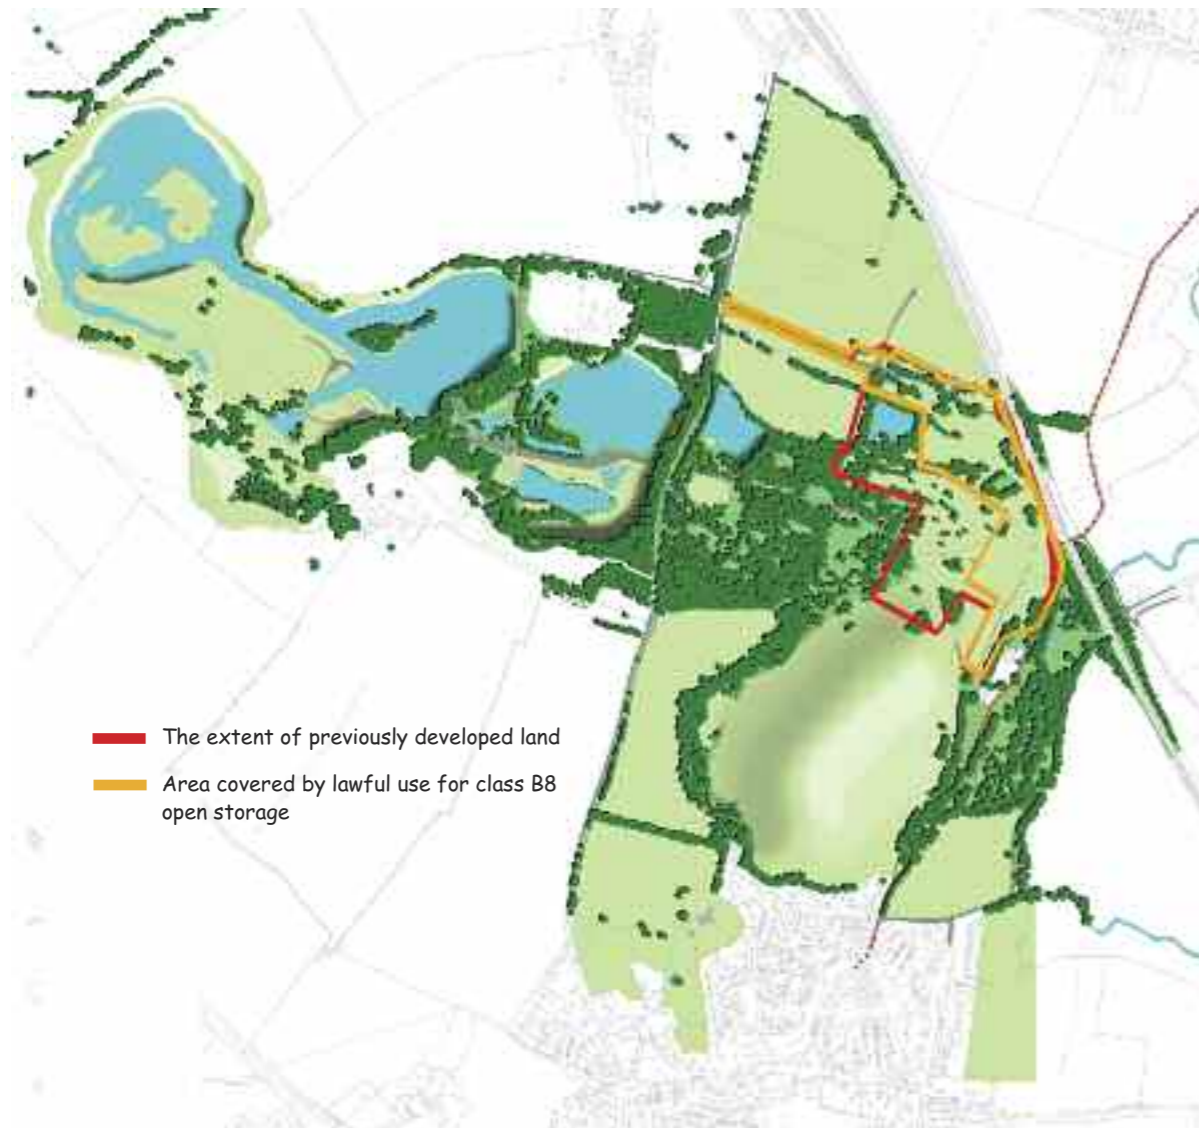 The extent of previously developed land
Area covered by lawful use for class B8
open storage